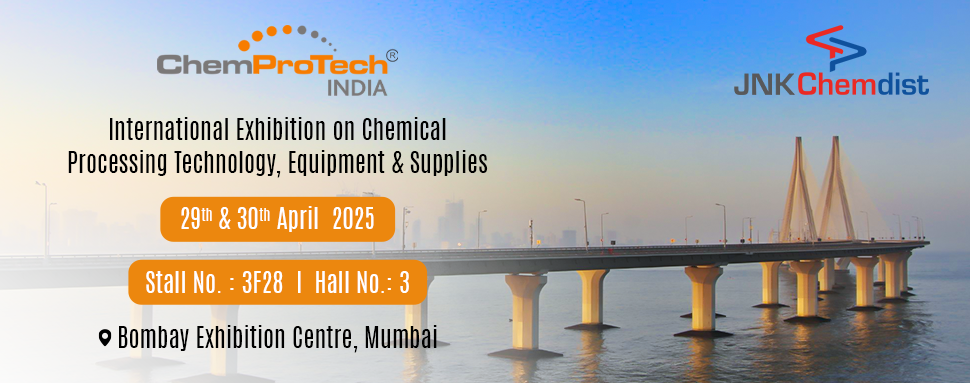 ChemProTech®
INDIA
JNKChemdist
International Exhibition on Chemical
Processing Technology, Equipment & Supplies
29th & 30th April 2025
Stall No. : 3F28 I Hall No.: 3
Bombay Exhibition Centre, Mumbai